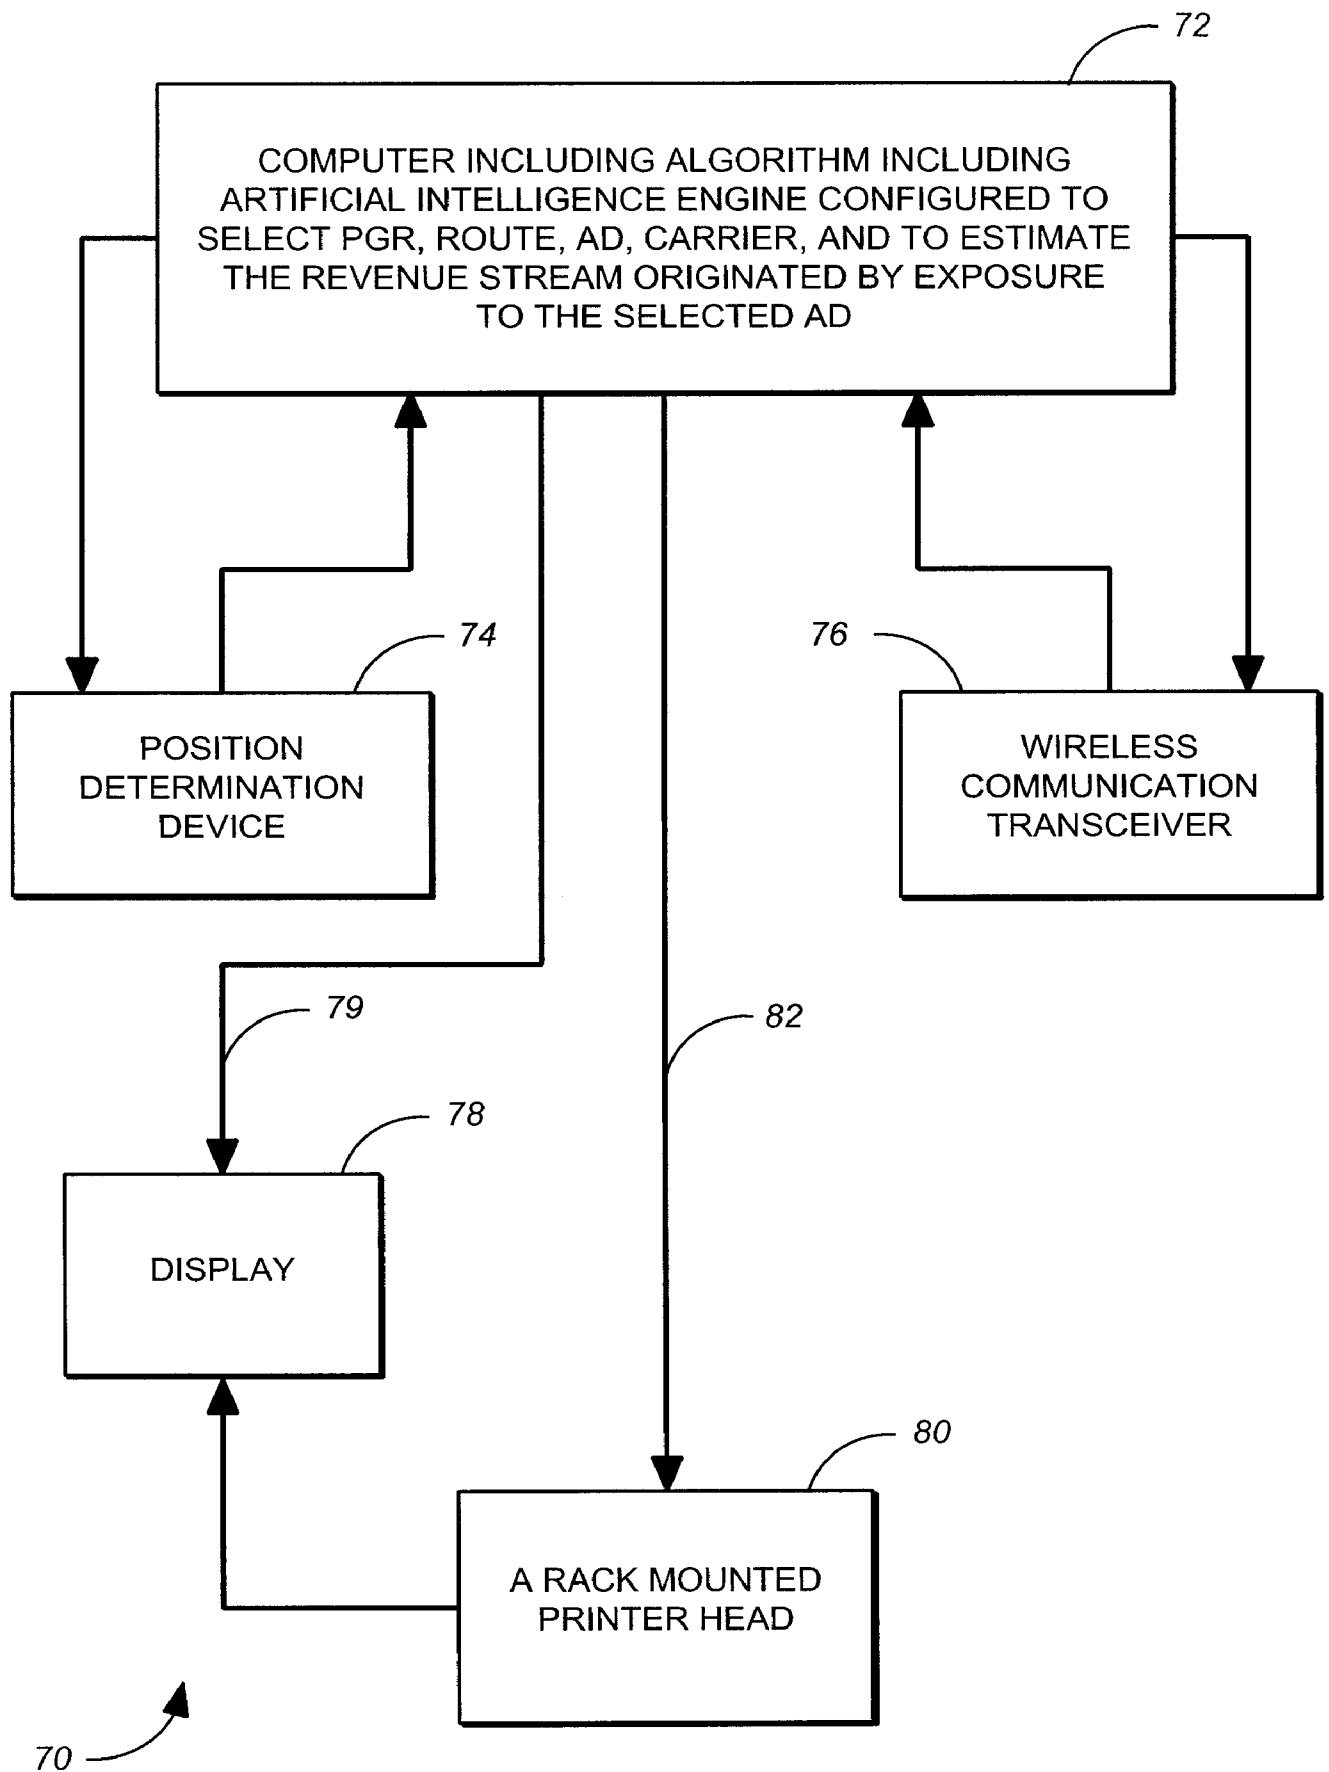 72
COMPUTER INCLUDING ALGORITHM INCLUDING
ARTIFICIAL INTELLIGENCE ENGINE CONFIGURED TO
SELECT PGR, ROUTE, AD, CARRIER, AND TO ESTIMATE
THE REVENUE STREAM ORIGINATED BY EXPOSURE
TO THE SELECTED AD
74
76
POSITION
DETERMINATION
DEVICE
WIRELESS
COMMUNICATION
TRANSCEIVER
79
82
78
DISPLAY
80
A RACK MOUNTED
PRINTER HEAD
70